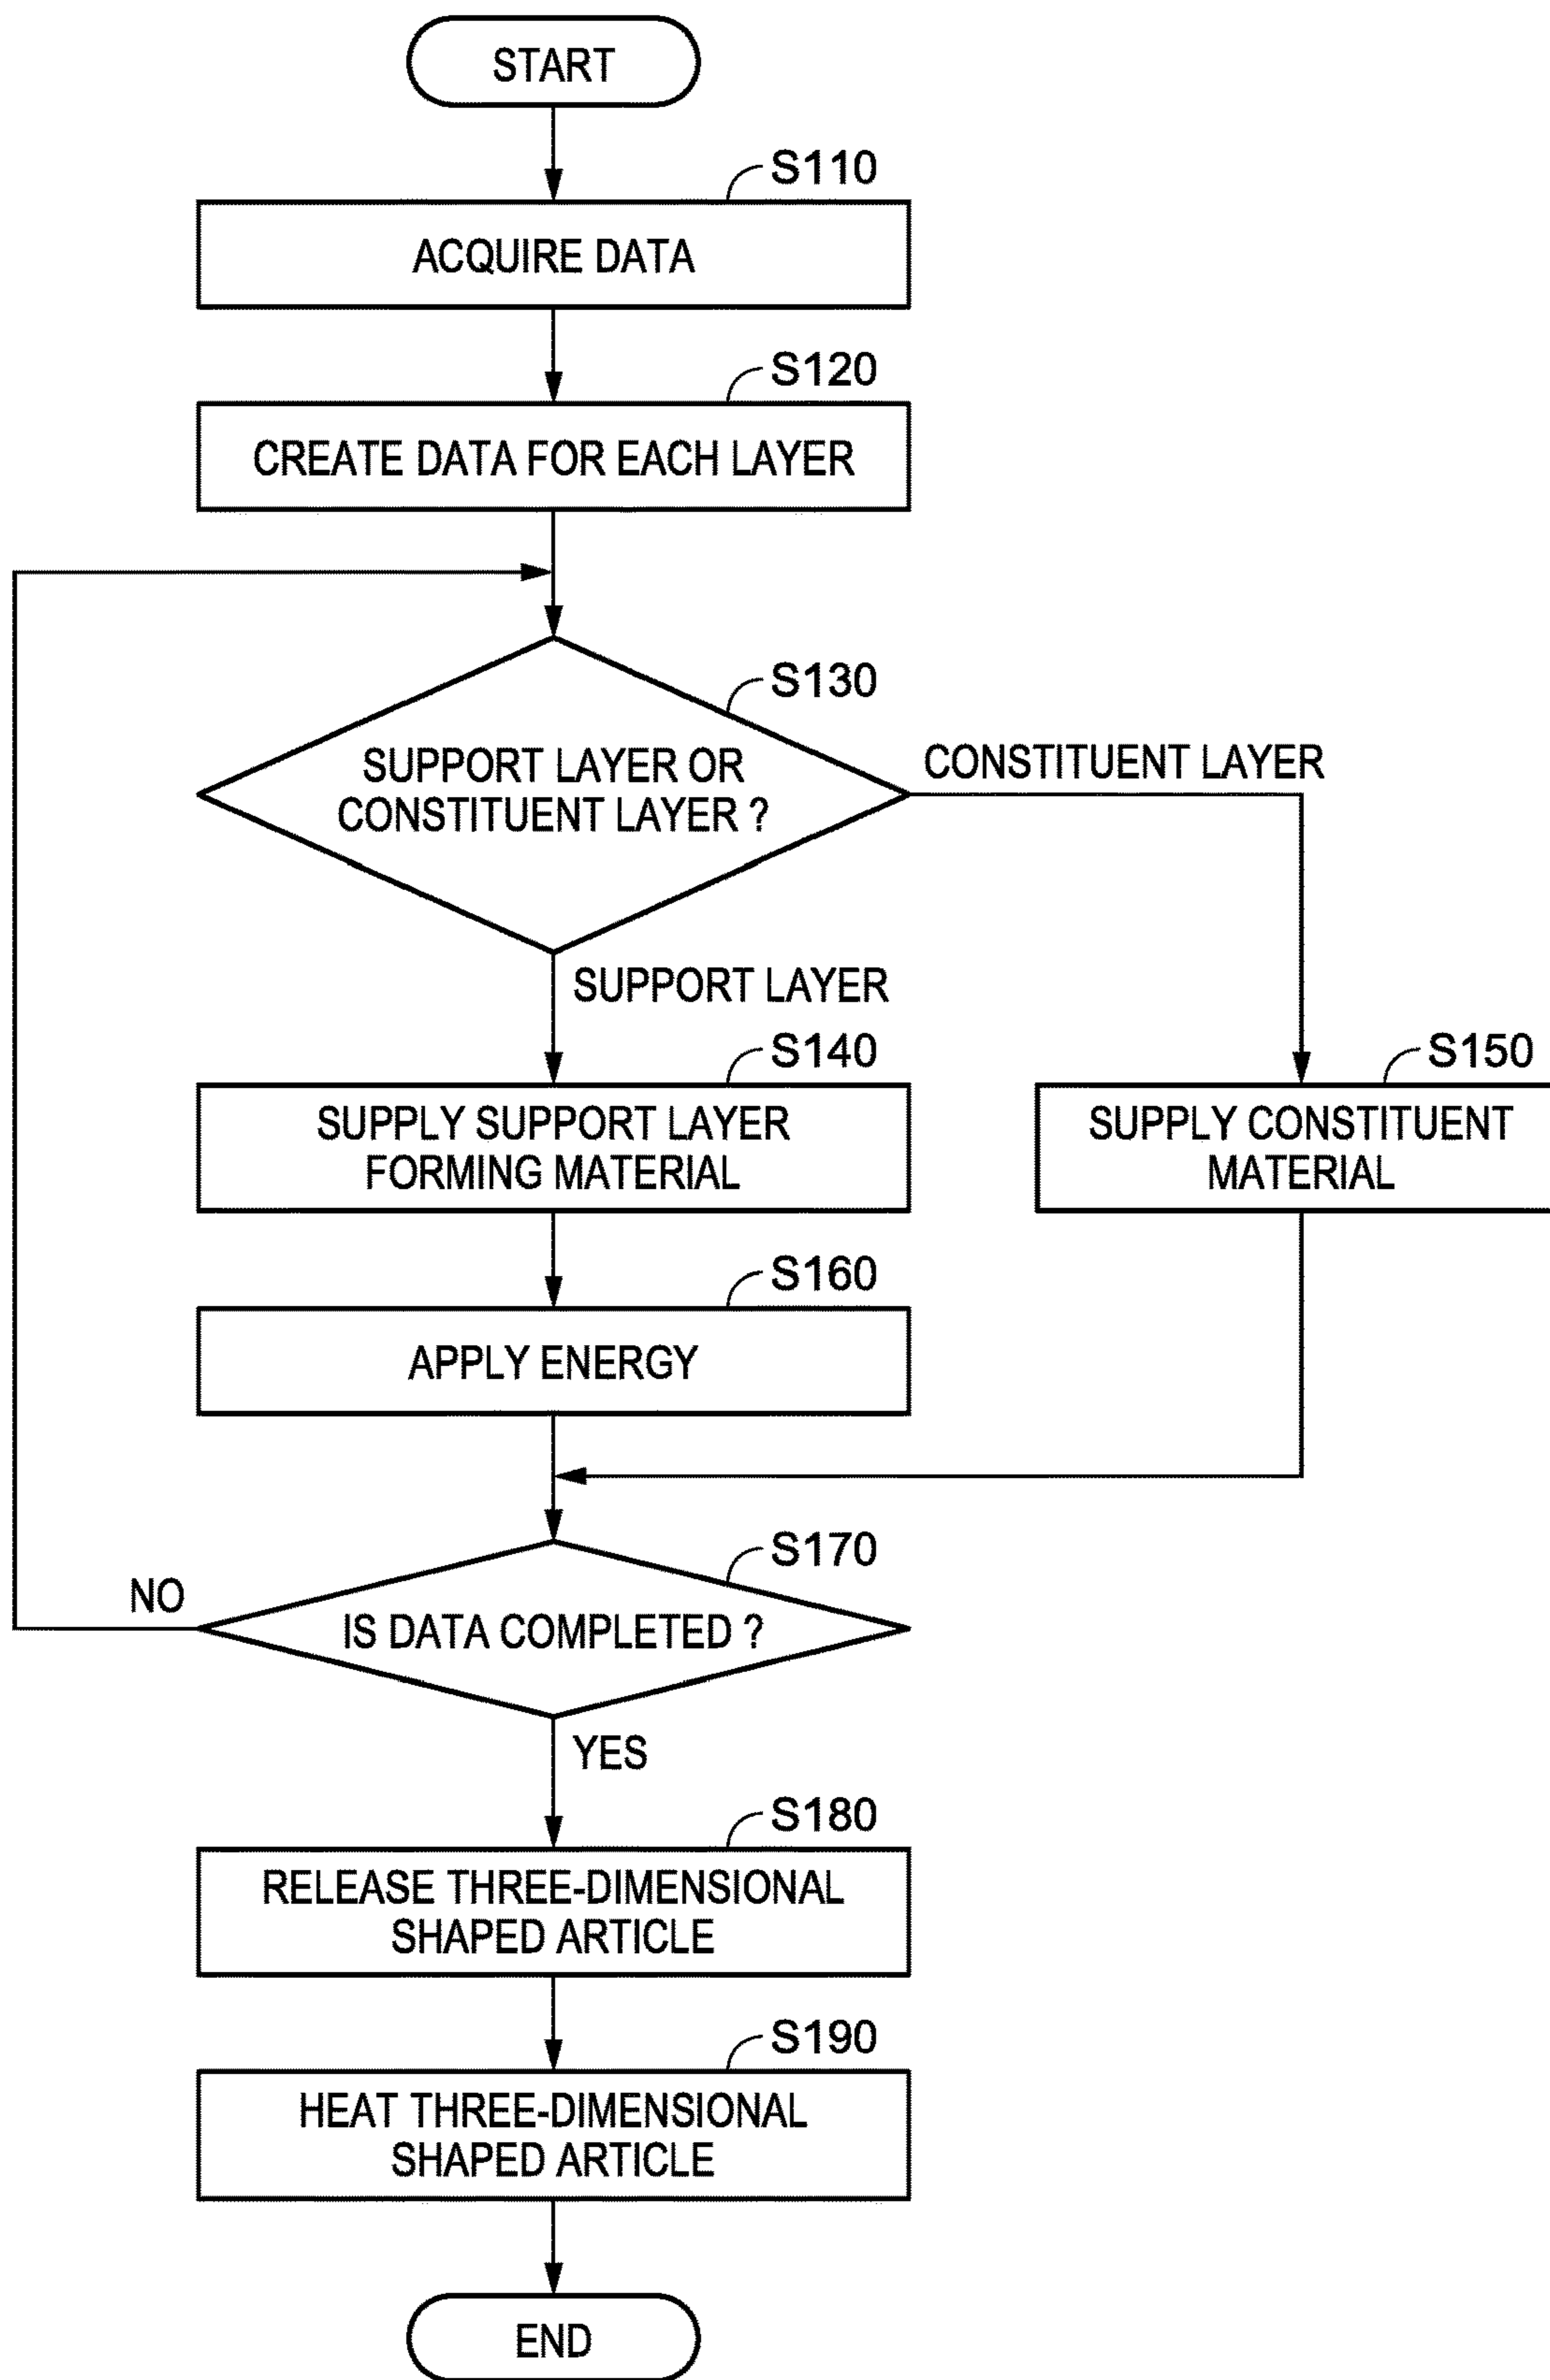 START
S110
ACQUIRE DATA
S120
CREATE DATA FOR EACH LAYER
S130
SUPPORT LAYER OR
CONSTITUENT LAYER ?
CONSTITUENT LAYER
SUPPORT LAYER
S140
SUPPLY SUPPORT LAYER
FORMING MATERIAL
S150
SUPPLY CONSTITUENT
MATERIAL
S160
APPLY ENERGY
S170
IS DATA COMPLETED ?
NO
YES
S180
RELEASE THREE-DIMENSIONAL
SHAPED ARTICLE
S190
HEAT THREE-DIMENSIONAL
SHAPED ARTICLE
END